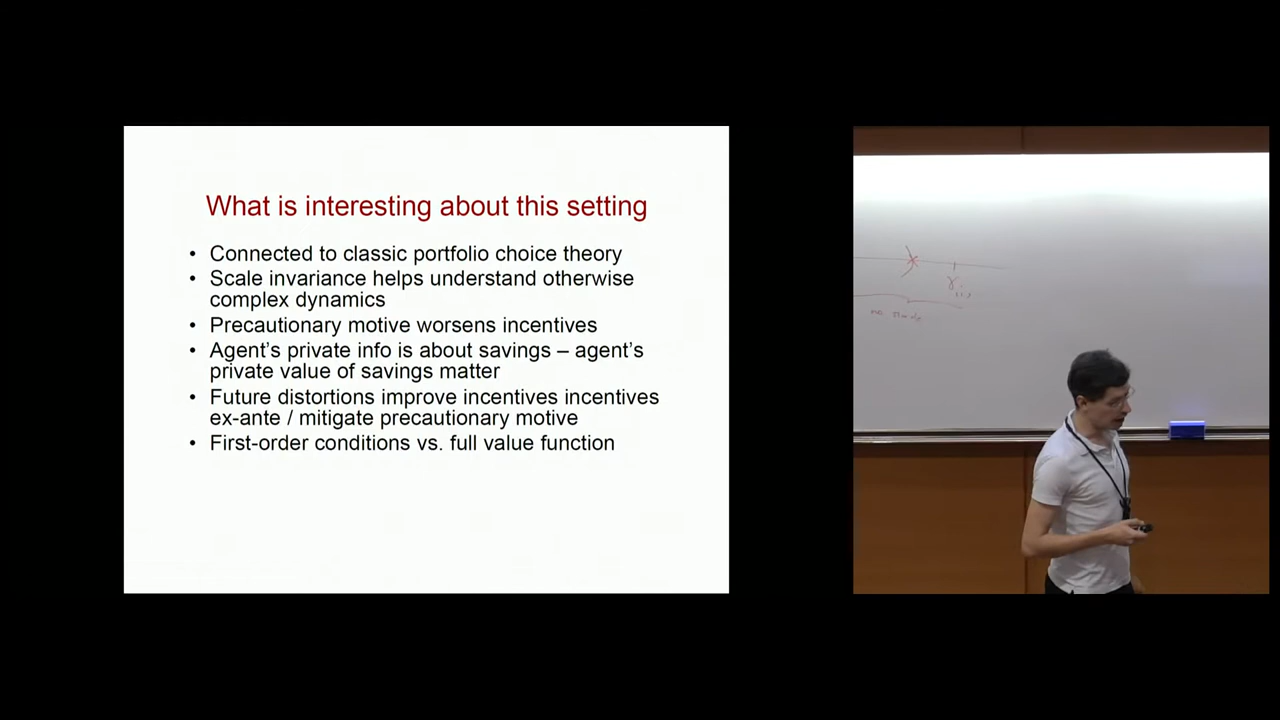 What is interesting about this setting
• Connected to classic portfolio choice theory
• Scale invariance helps understand otherwise
complex dynamics
• Precautionary motive worsens incentives
• Agent's private info is about savings – agent's
private value of savings matter
• Future distortions improve incentives incentives
ex-ante / mitigate precautionary motive
• First-order conditions vs. full value function